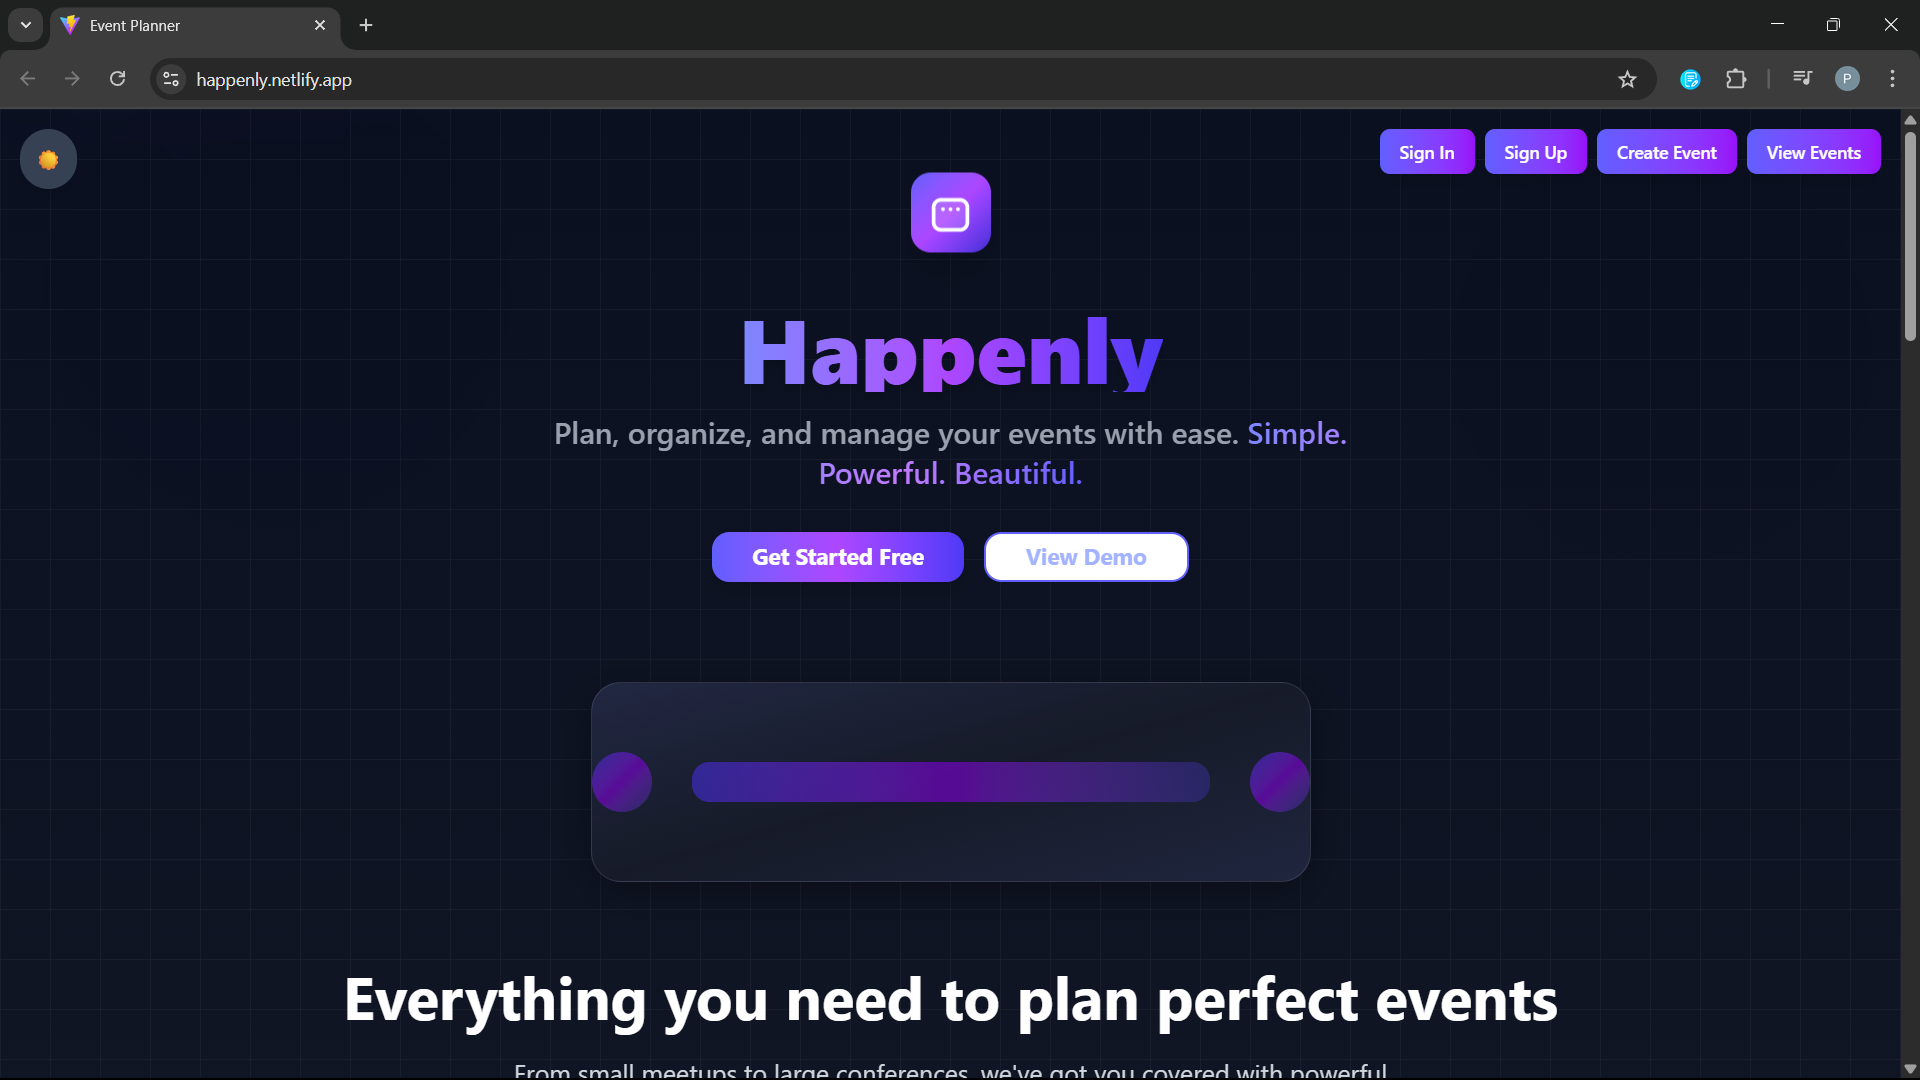 Event Planner
happenly.netlify.app
P
Sign In
Sign Up
Create Event
View Events
Happenly
Plan, organize, and manage your events with ease. Simple.
Powerful. Beautiful.
Get Started Free
View Demo
Everything you need to plan perfect events
From small meetups to large conferences, we've got you covered with powerful